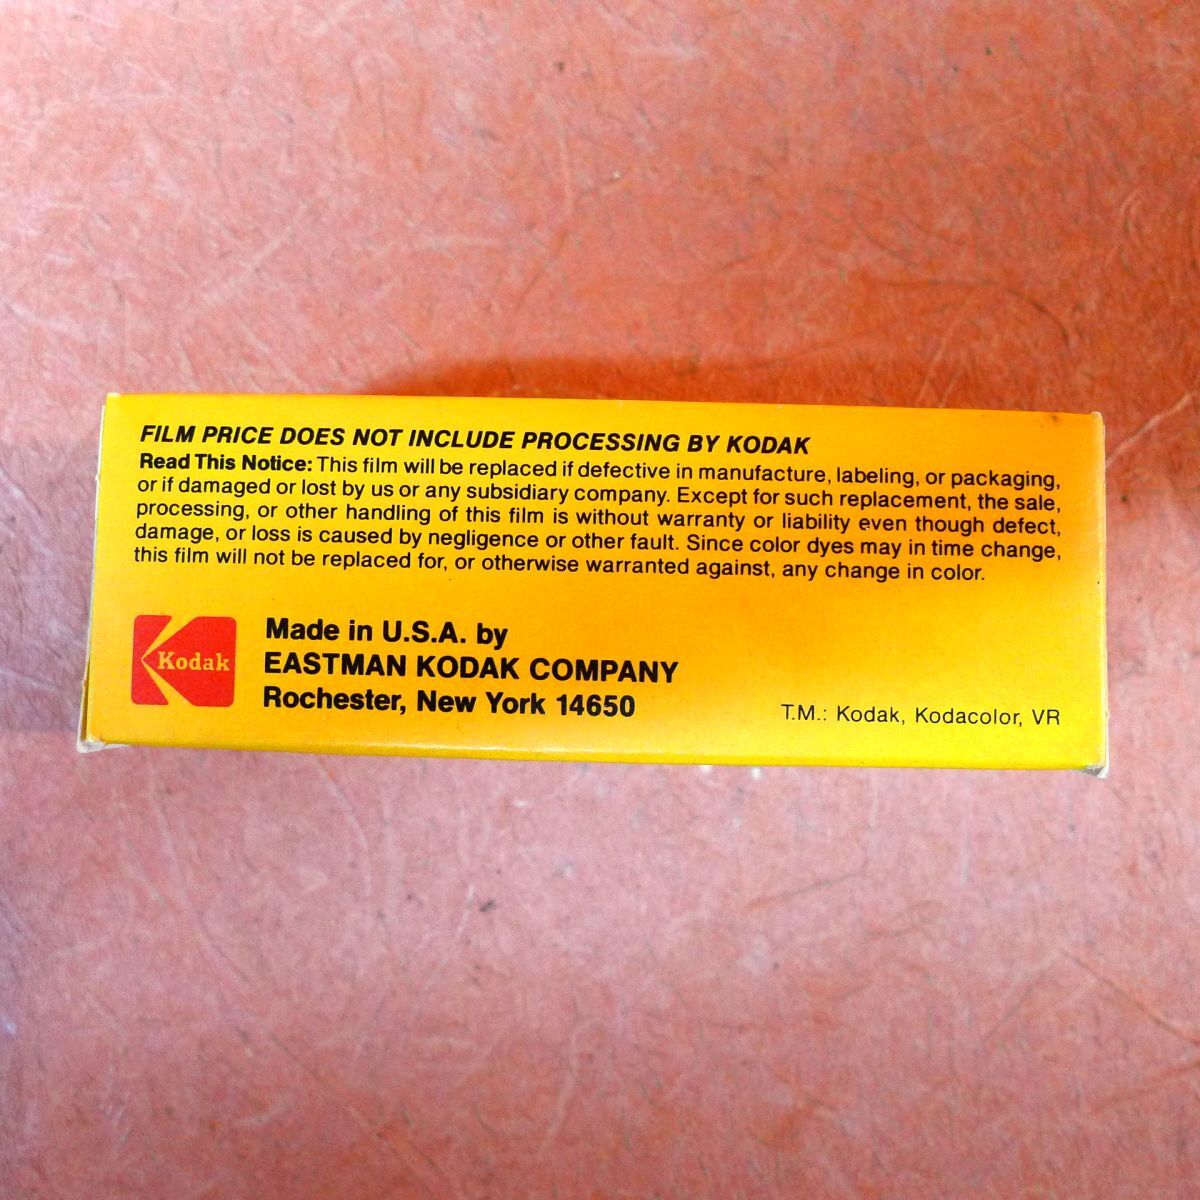 FILM PRICE DOES NOT INCLUDE PROCESSING BY KODAK
Read This Notice: This film will be replaced if defective in manufacture, labeling, or packaging,
or if damaged or lost by us or any subsidiary company. Except for such replacement, the sale,
processing, or other handling of this film is without warranty or liability even though defect,
damage, or loss is caused by negligence or other fault. Since color dyes may in time change,
this film will not be replaced for, or otherwise warranted against, any change in color.
Kodak
Made in U.S.A. by
EASTMAN KODAK COMPANY
Rochester, New York 14650
T.M.: Kodak, Kodacolor, VR